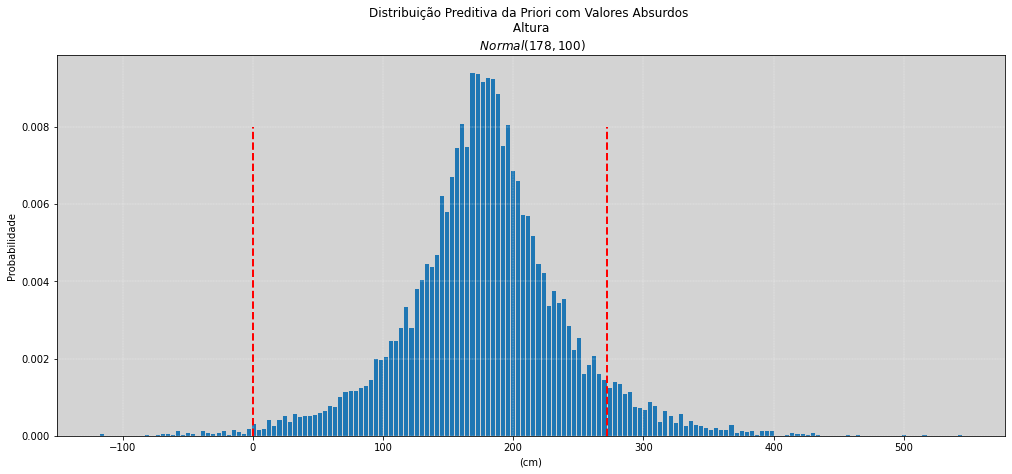 Distribuição Preditiva da Priori com Valores Absurdos
Altura
Normal(178, 100)
Probabilidade
0.008
0.006
0.004
0.002
0.000
−100
0
100
200
300
400
500
(cm)